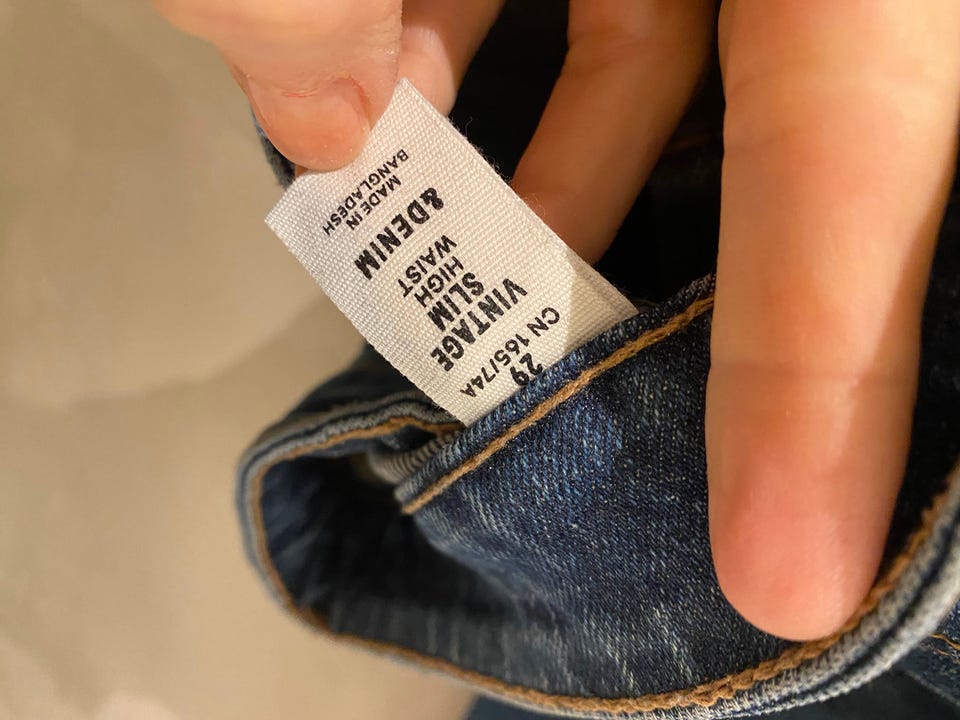 29
CN 165/74A
VINTAGE
SLIM
HIGH
WAIST
&DENIM
MADE IN
BANGLADESH